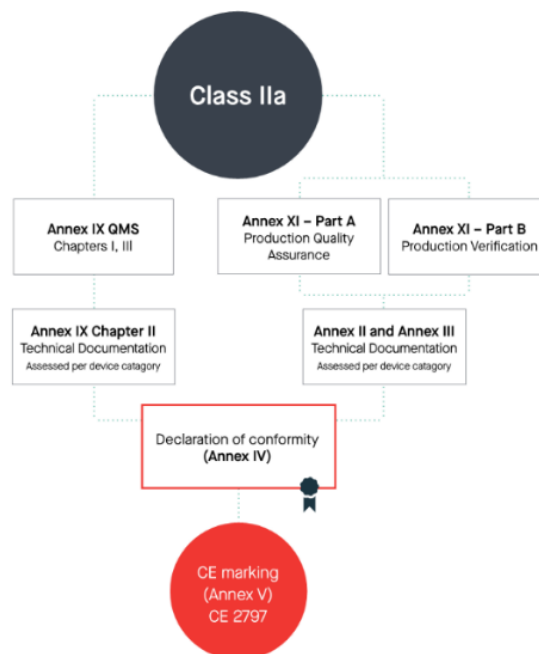 Class IIa
Annex IX QMS
Chapters I, III
Annex XI – Part A
Production Quality
Assurance
Annex XI – Part B
Production Verification
Annex IX Chapter II
Technical Documentation
Assessed per device catagory
Annex II and Annex III
Technical Documentation
Assessed per device catagory
Declaration of conformity
(Annex IV)
CE marking
(Annex V)
CE 2797